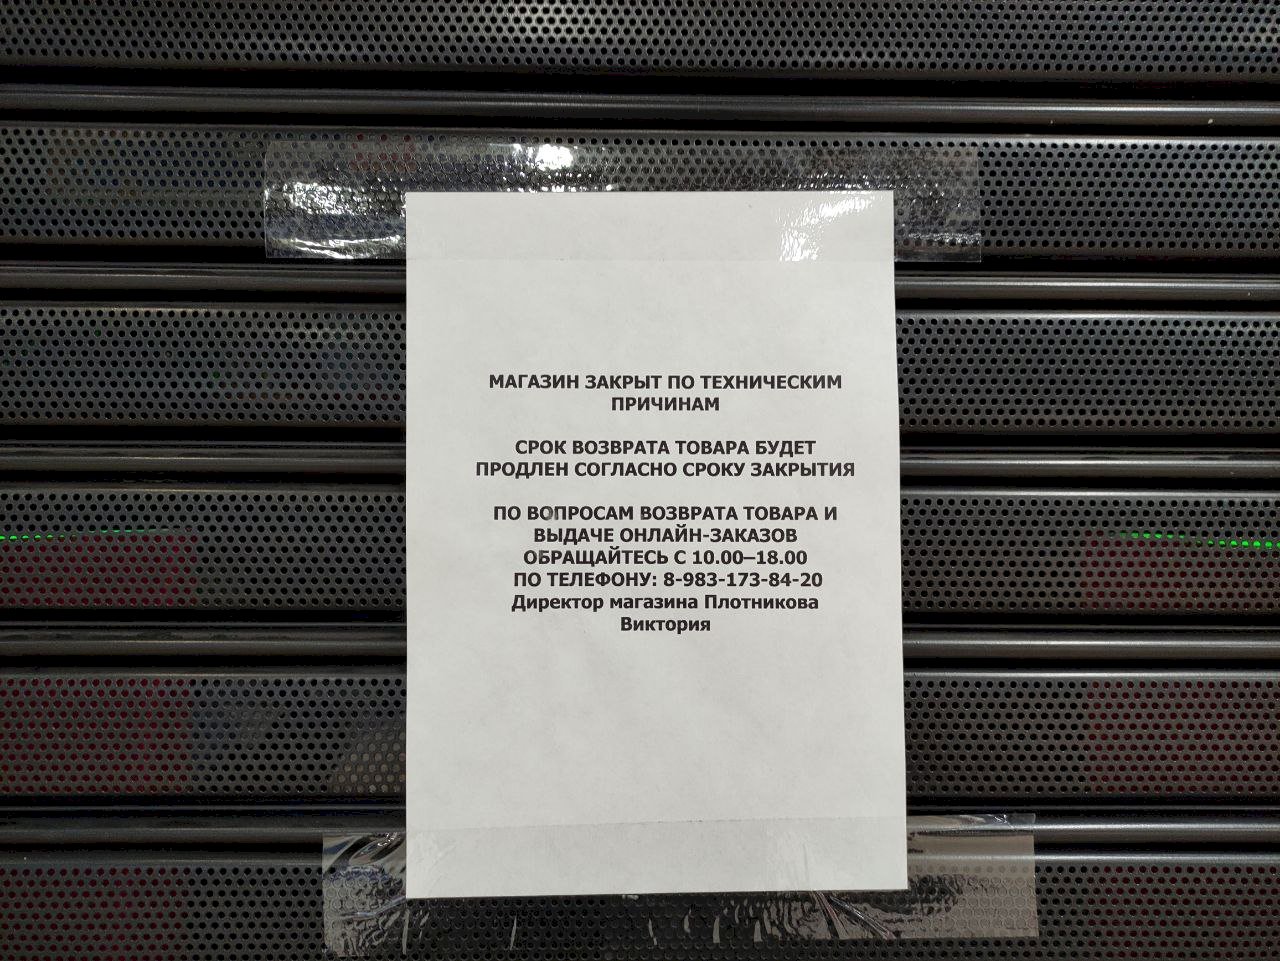 МАГАЗИН ЗАКРЫТ ПО ТЕХНИЧЕСКИМ
ПРИЧИНАМ
СРОК ВОЗВРАТА ТОВАРА БУДЕТ
ПРОДЛЕН СОГЛАСНО СРОКУ ЗАКРЫТИЯ
ПО ВОПРОСАМ ВОЗВРАТА ТОВАРА И
ВЫДАЧЕ ОНЛАЙН-ЗАКАЗОВ
ОБРАЩАЙТЕСЬ С 10.00–18.00
ПО ТЕЛЕФОНУ: 8-983-173-84-20
Директор магазина Плотникова
Виктория